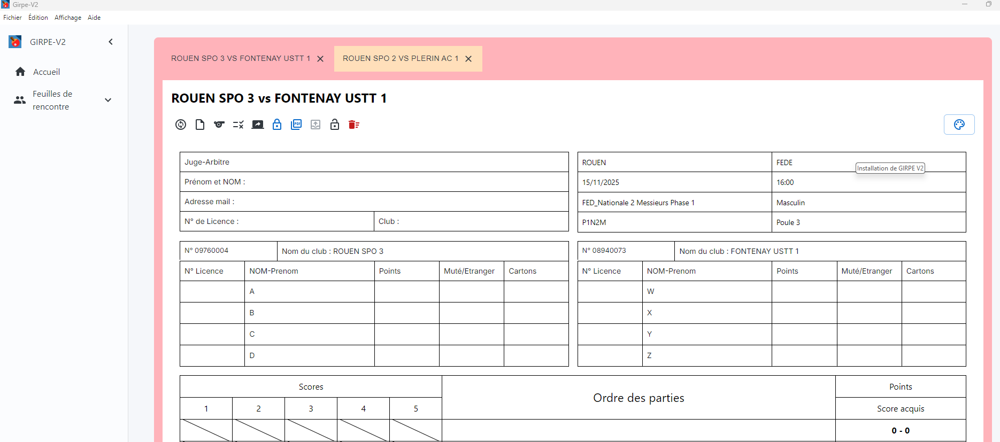 Girpe-V2
Fichier Édition Affichage Aide
GIRPE-V2
Accueil
Feuilles de
rencontre
ROUEN SPO 3 VS FONTENAY USTT 1
ROUEN SPO 2 VS PLERIN AC 1
ROUEN SPO 3 vs FONTENAY USTT 1
PDF
Juge-Arbitre
Prénom et NOM :
Adresse mail :
N° de Licence : Club :
ROUEN FEDE
Installation de GIRPE V2
15/11/2025 16:00
FED_Nationale 2 Messieurs Phase 1 Masculin
P1N2M Poule 3
N° 09760004 Nom du club : ROUEN SPO 3
N° Licence NOM-Prenom Points Muté/Etranger Cartons
A
B
C
D
N° 08940073 Nom du club : FONTENAY USTT 1
N° Licence NOM-Prenom Points Muté/Etranger Cartons
W
X
Y
Z
Scores Ordre des parties Points
1 2 3 4 5 Score acquis
0 - 0